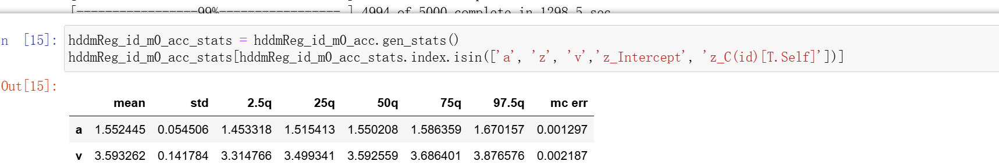 [-----------------99%----------------- ] 4994 of 5000 complete in 1298.5 sec
n [15]: hddmReg_id_m0_acc_stats = hddmReg_id_m0_acc.gen_stats()
hddmReg_id_m0_acc_stats[hddmReg_id_m0_acc_stats.index.isin(['a', 'z', 'v','z_Intercept', 'z_C(id)[T.Self]'])]
Out[15]:
mean std 2.5q 25q 50q 75q 97.5q mc err
a 1.552445 0.054506 1.453318 1.515413 1.550208 1.586359 1.670157 0.001297
v 3.593262 0.141784 3.314766 3.499341 3.592559 3.686401 3.876576 0.002187